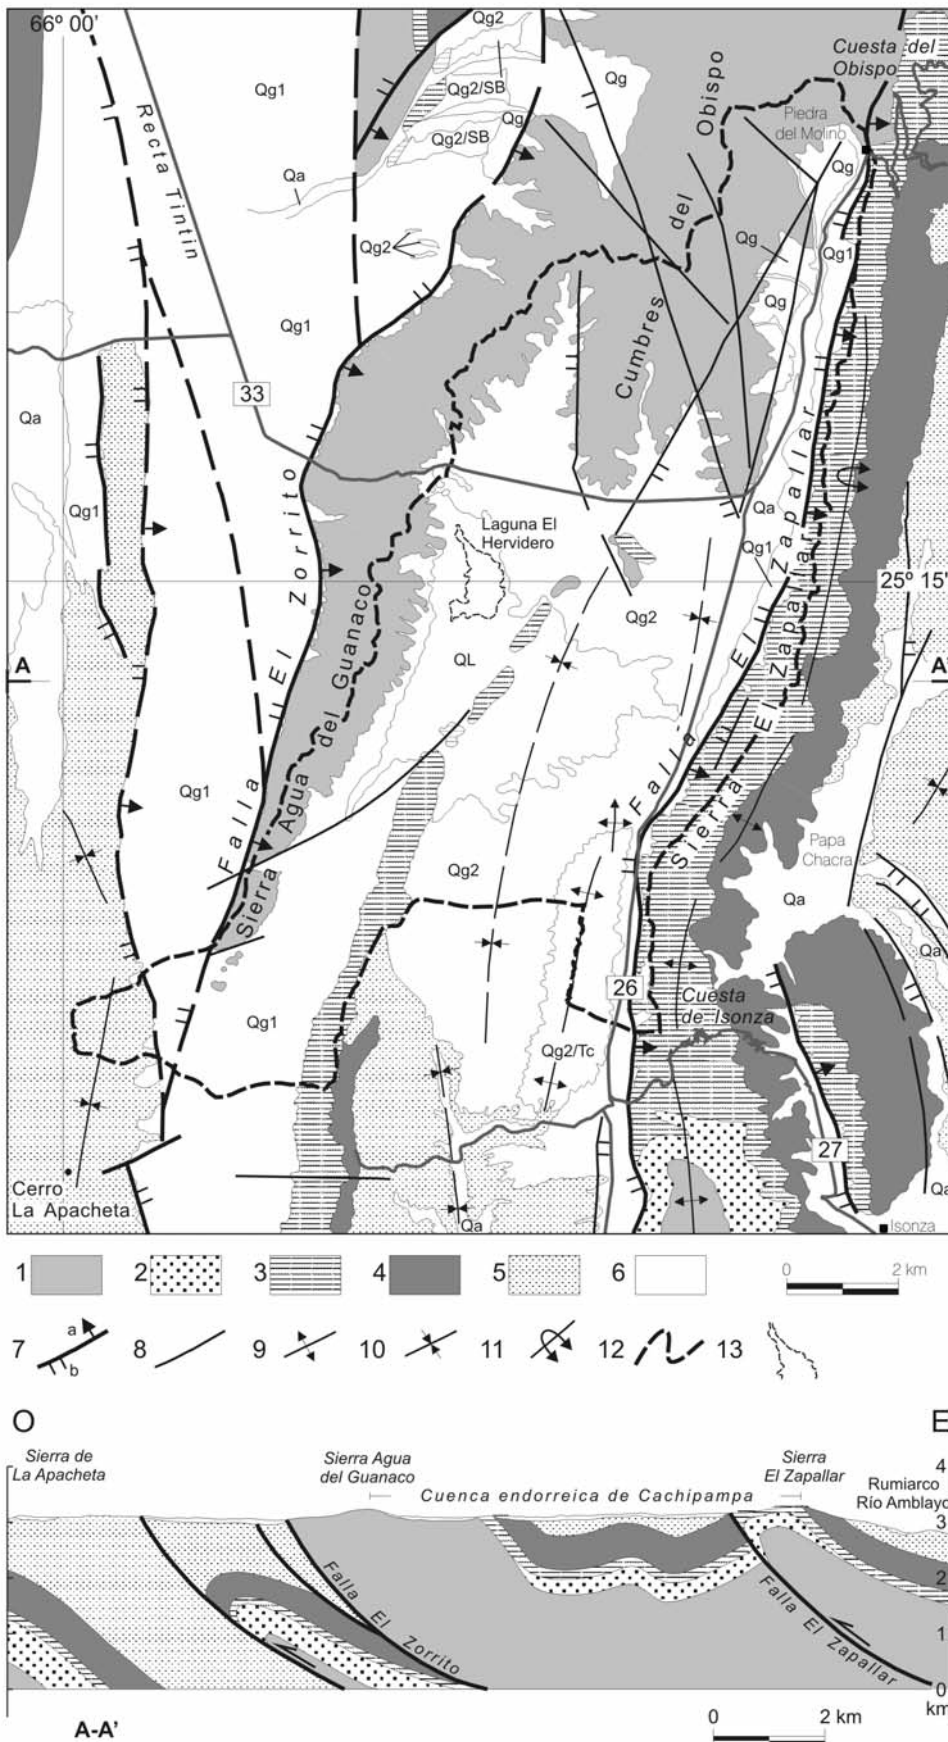 66º 00'
Qg2
Cuesta del
Obispo
Qg1
Qg2/SB
Qg
Obispo
Recta Tintin
Qg2/SB
Qg
Piedra
del Molino
Qa
Qg
del
Qg2
Qg
Qg1
Qg
Qg1
Cumbres
33
Qa
Qg1
Laguna El
Hervidero
Qa
Qg1
25º 15'
Falla El Zorrito
Sierra Agua del Guanaco
Qg2
Falla El Zapallar
Sierra El Zapallar
A
QL
A'
Qg1
Qg2
Papa
Chacra
Qa
Qa
26
Cuesta
de Isonza
Qg1
Qg2/Tc
27
Cerro
La Apacheta
Qa
Qa
Isonza
1 2 3 4 5 6
0 2 km
7 a b 8 9 10 11 12 13
O E
Sierra de
La Apacheta
Sierra Agua
del Guanaco
Cuenca endorreica de Cachipampa
Sierra
El Zapallar
Rumiarco
Río Amblayo
4
3
2
1
0
km
Falla El Zorrito
Falla El Zapallar
A-A'
0 2 km